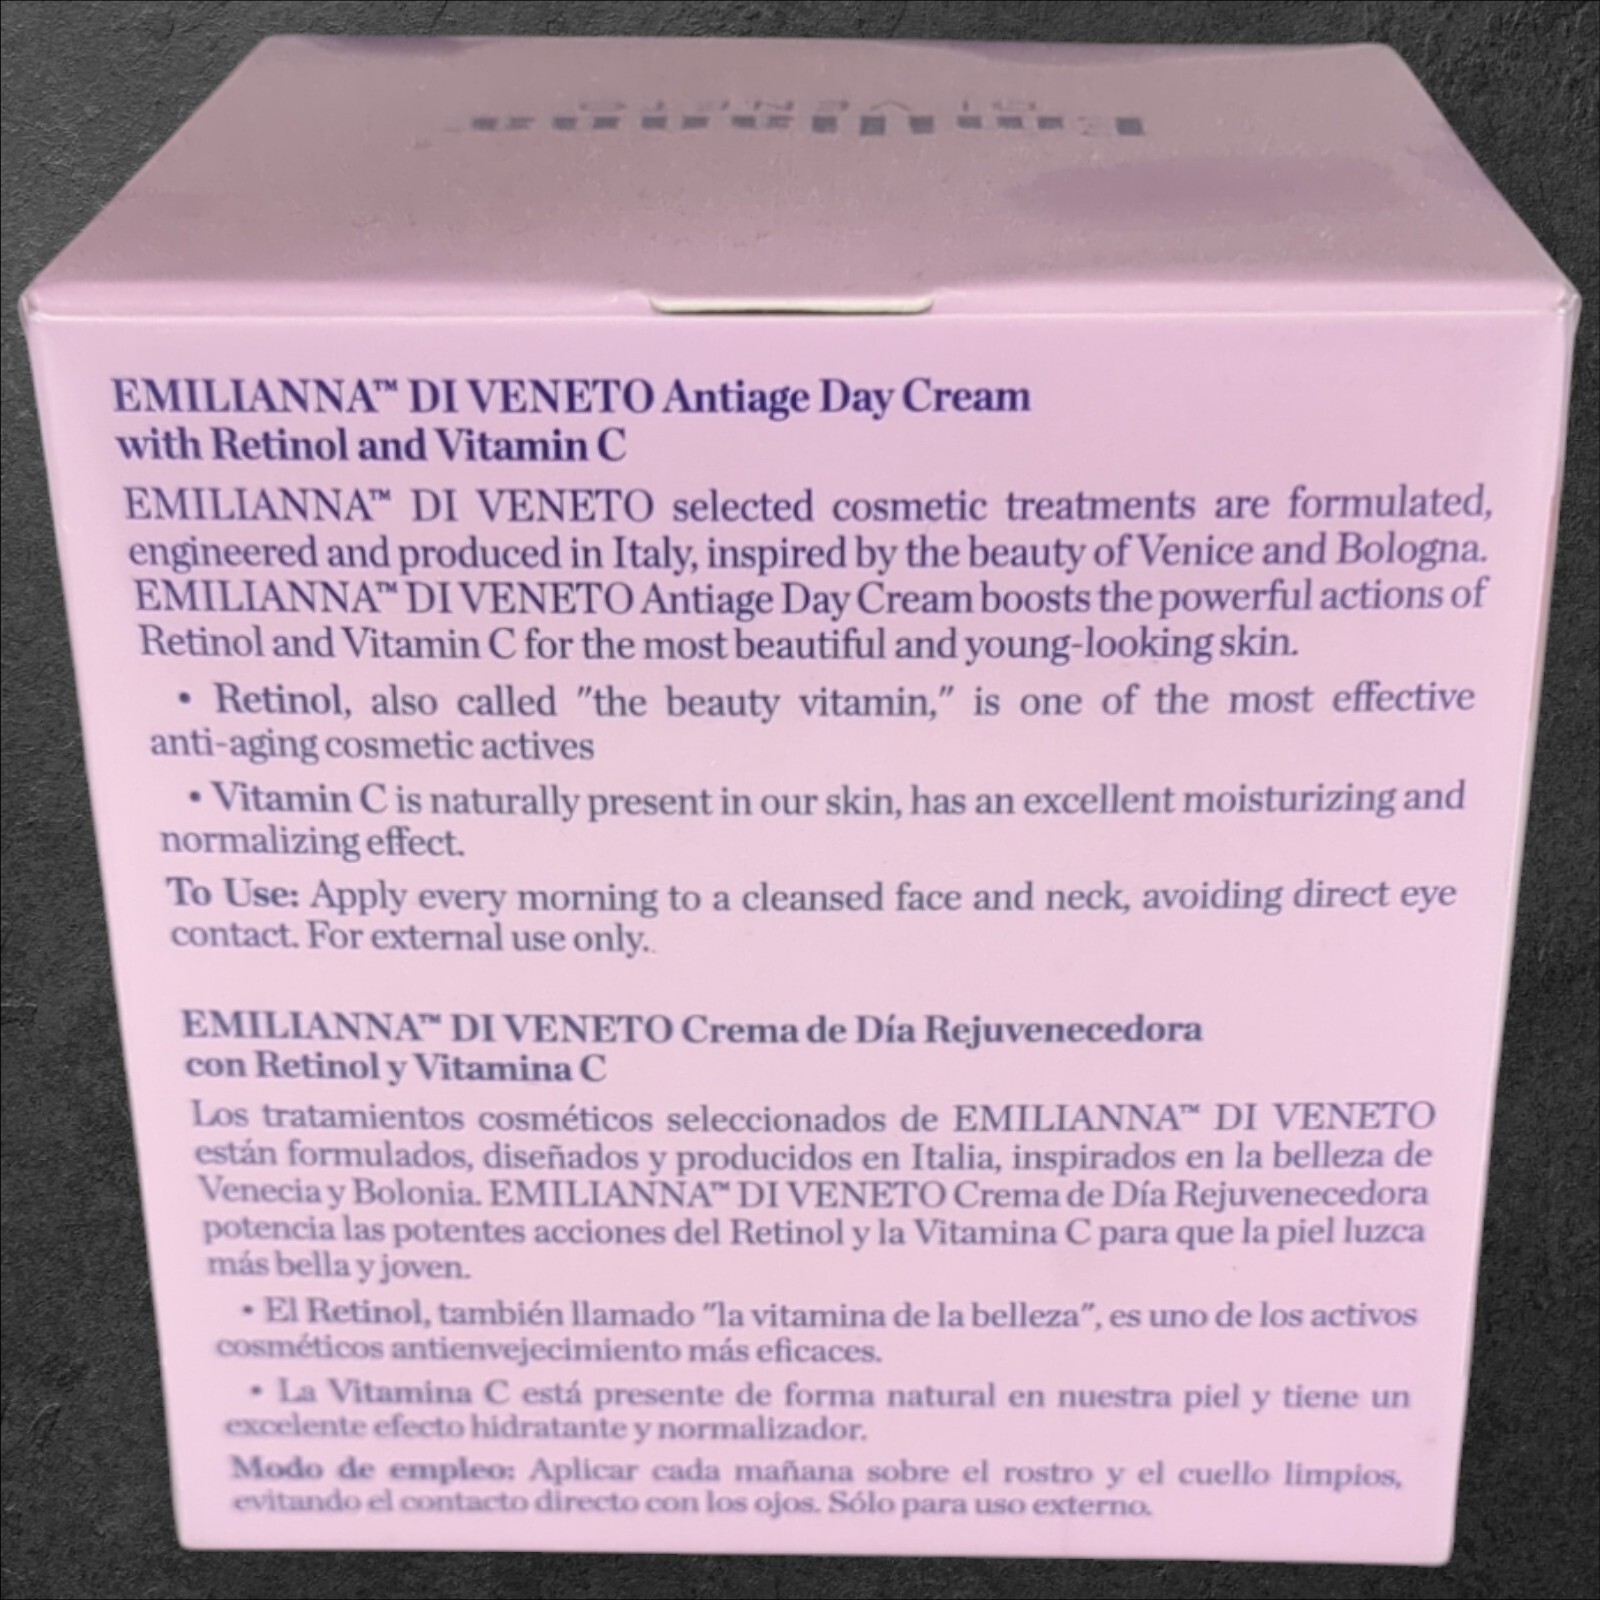 DI VENETO
EMILIANNA™ DI VENETO Antiage Day Cream
with Retinol and Vitamin C
EMILIANNA™ DI VENETO selected cosmetic treatments are formulated,
engineered and produced in Italy, inspired by the beauty of Venice and Bologna.
EMILIANNA™ DI VENETO Antiage Day Cream boosts the powerful actions of
Retinol and Vitamin C for the most beautiful and young-looking skin.
• Retinol, also called "the beauty vitamin," is one of the most effective
anti-aging cosmetic actives
• Vitamin C is naturally present in our skin, has an excellent moisturizing and
normalizing effect.
To Use: Apply every morning to a cleansed face and neck, avoiding direct eye
contact. For external use only.
EMILIANNA™ DI VENETO Crema de Día Rejuvenecedora
con Retinol y Vitamina C
Los tratamientos cosméticos seleccionados de EMILIANNA™ DI VENETO
están formulados, diseñados y producidos en Italia, inspirados en la belleza de
Venecia y Bolonia. EMILIANNA™ DI VENETO Crema de Día Rejuvenecedora
potencia las potentes acciones del Retinol y la Vitamina C para que la piel luzca
más bella y joven.
• El Retinol, también llamado "la vitamina de la belleza", es uno de los activos
cosméticos antienvejecimiento más eficaces.
• La Vitamina C está presente de forma natural en nuestra piel y tiene un
excelente efecto hidratante y normalizador.
Modo de empleo: Aplicar cada mañana sobre el rostro y el cuello limpios,
evitando el contacto directo con los ojos. Sólo para uso externo.